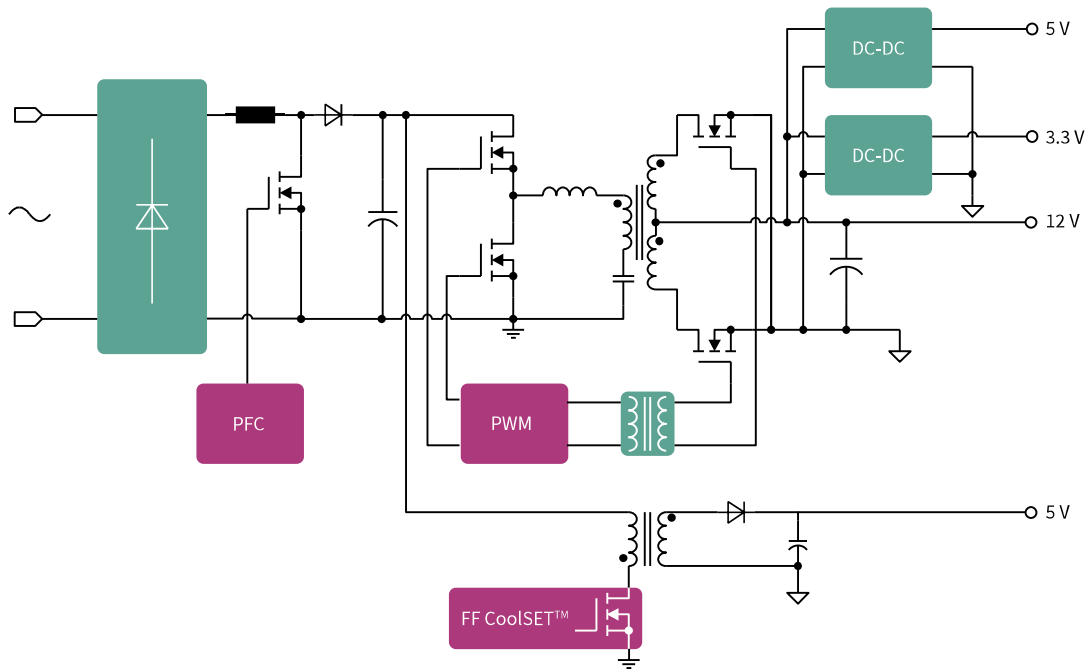 DC-DC
5 V
DC-DC
3.3 V
12 V
PFC
PWM
5 V
FF CoolSET™